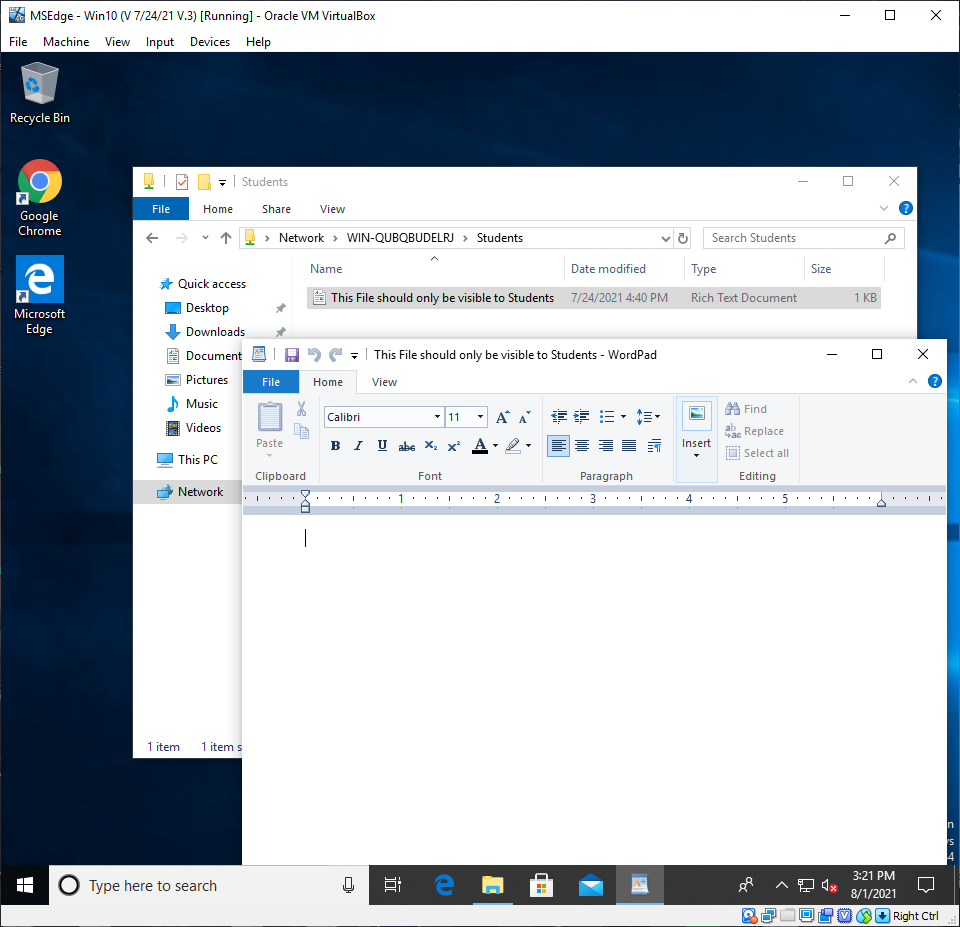 MSEdge - Win10 (V 7/24/21 V.3) [Running] - Oracle VM VirtualBox
File Machine View Input Devices Help
Recycle Bin
Google
Chrome
Microsoft
Edge
Students
File Home Share View
Network WIN-QUBQBUDELRJ Students
Search Students
Name Date modified Type Size
This File should only be visible to Students 7/24/2021 4:40 PM Rich Text Document 1 KB
Quick access
Desktop
Downloads
Document
Pictures
Music
Videos
This PC
Network
1 item 1 item s
This File should only be visible to Students - WordPad
File Home View
Paste
Clipboard
Calibri 11
B I U abc X₂ X² A
Font
Paragraph
Insert
Find
Replace
Select all
Editing
1 2 3 4 5
n
vs
4
Type here to search
3:21 PM
8/1/2021
Right Ctrl